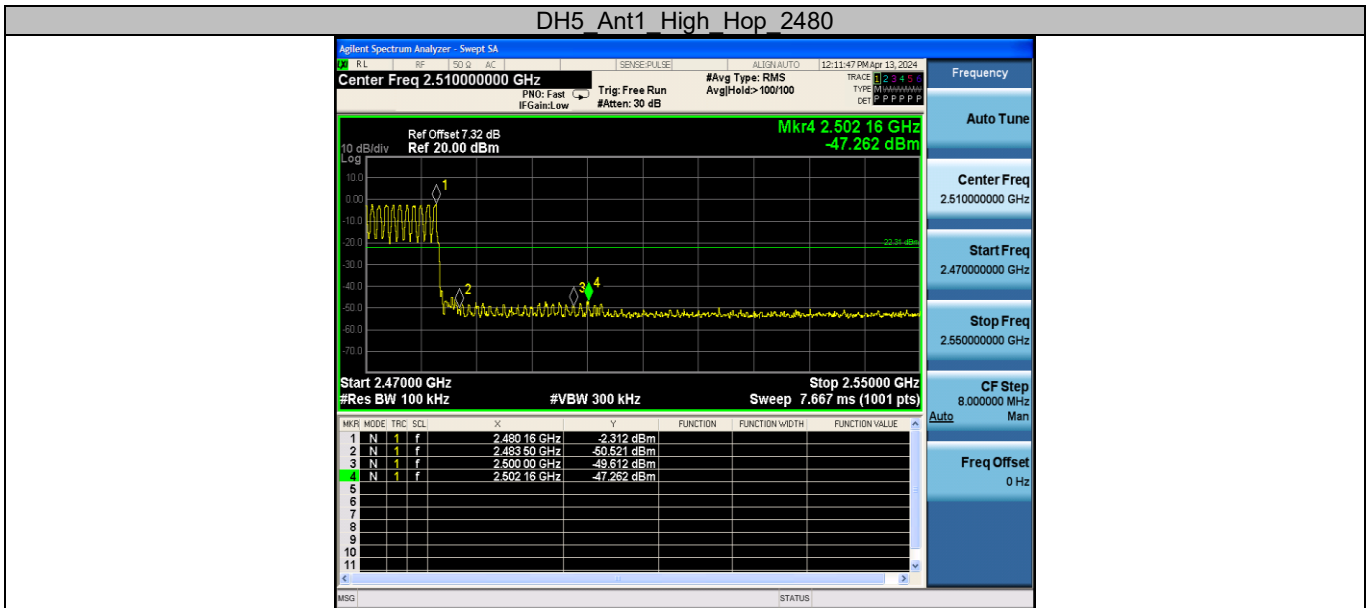 DH5_Ant1_High_Hop_2480
Agilent Spectrum Analyzer - Swept SA
RL RF 50 Ω AC SENSE:PULSE ALIGN AUTO 12:11:47 PM Apr 13, 2024
Center Freq 2.510000000 GHz
PNO: Fast
IFGain:Low
Trig: Free Run
#Atten: 30 dB
#Avg Type: RMS
Avg|Hold:>100/100
TRACE 1 2 3 4 5 6
TYPE M
DET P P P P P P
Frequency
Auto Tune
Center Freq
2.510000000 GHz
Start Freq
2.470000000 GHz
Stop Freq
2.550000000 GHz
CF Step
8.000000 MHz
Auto Man
Freq Offset
0 Hz
Ref Offset 7.32 dB
10 dB/div Ref 20.00 dBm
Log
Mkr4 2.502 16 GHz
-47.262 dBm
10.0
0.00
-10.0
-20.0
-30.0
-40.0
-50.0
-60.0
-70.0
1
2
3
4
-22.31 dBm
Start 2.47000 GHz Stop 2.55000 GHz
#Res BW 100 kHz #VBW 300 kHz Sweep 7.667 ms (1001 pts)
MKR MODE TRC SCL X Y FUNCTION FUNCTION WIDTH FUNCTION VALUE
1 N 1 f 2.480 16 GHz -2.312 dBm
2 N 1 f 2.483 50 GHz -50.521 dBm
3 N 1 f 2.500 00 GHz -49.612 dBm
4 N 1 f 2.502 16 GHz -47.262 dBm
5
6
7
8
9
10
11
MSG STATUS